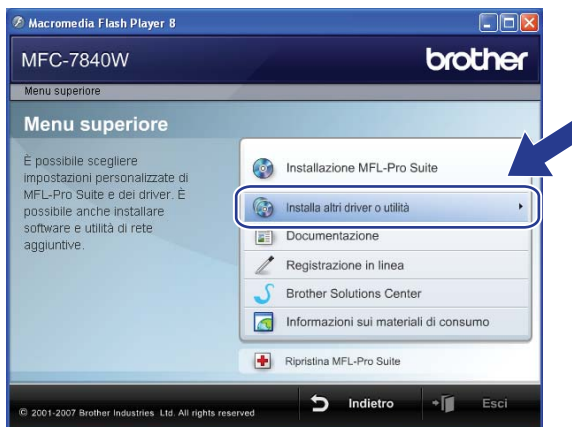 Macromedia Flash Player 8
MFC-7840W
brother
Menu superiore
Menu superiore
È possibile scegliere
impostazioni personalizzate di
MFL-Pro Suite e dei driver. È
possibile anche installare
software e utilità di rete
aggiuntive.
Installazione MFL-Pro Suite
Installa altri driver o utilità
Documentazione
Registrazione in linea
Brother Solutions Center
Informazioni sui materiali di consumo
Ripristina MFL-Pro Suite
© 2001-2007 Brother Industries Ltd. All rights reserved
Indietro
Esci